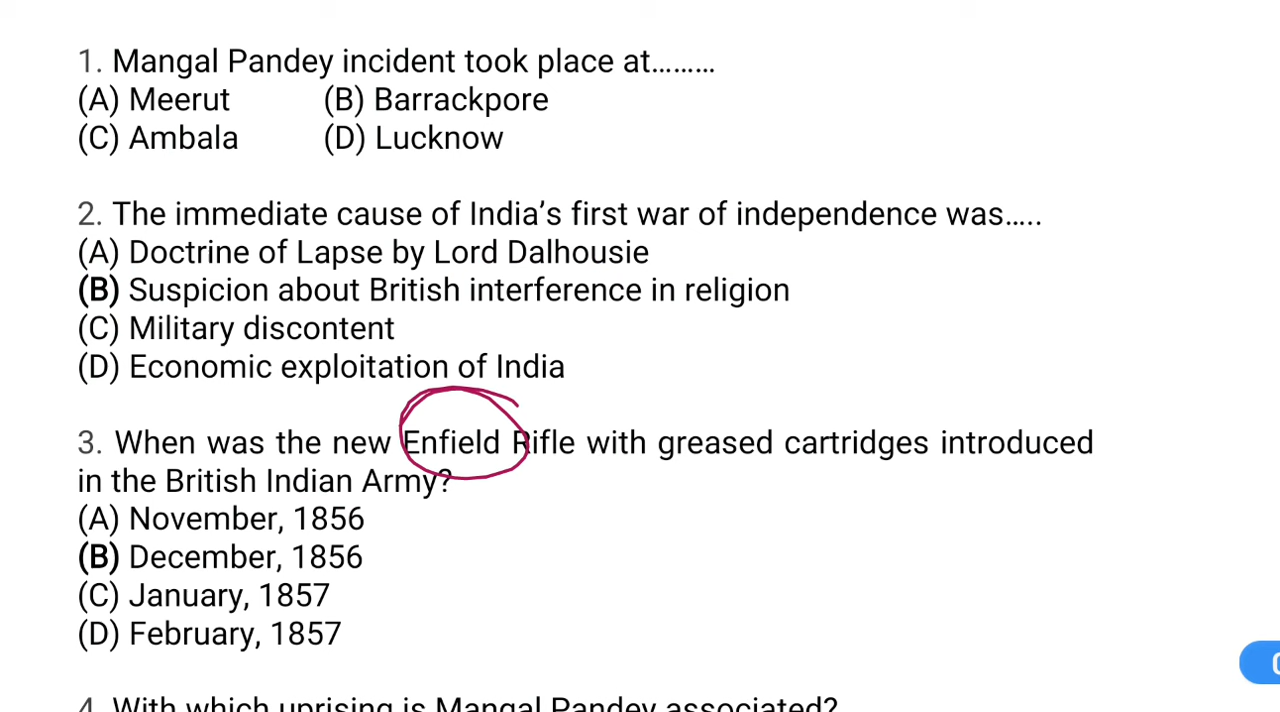 1. Mangal Pandey incident took place at.........
(A) Meerut (B) Barrackpore
(C) Ambala (D) Lucknow
2. The immediate cause of India’s first war of independence was.....
(A) Doctrine of Lapse by Lord Dalhousie
(B) Suspicion about British interference in religion
(C) Military discontent
(D) Economic exploitation of India
3. When was the new Enfield Rifle with greased cartridges introduced
in the British Indian Army?
(A) November, 1856
(B) December, 1856
(C) January, 1857
(D) February, 1857
4. With which uprising is Mangal Pandey associated?